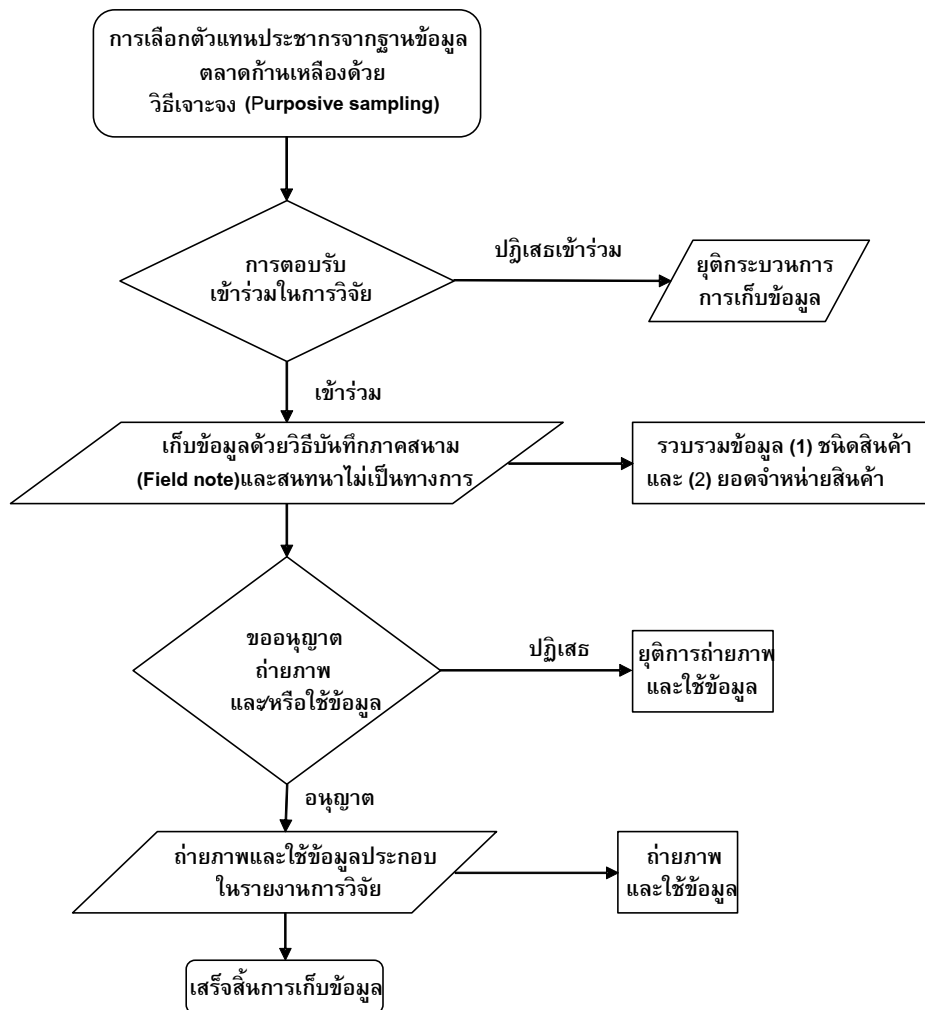 การเลือกตัวแทนประชากรจากฐานข้อมูล
ตลาดก้านเหลืองด้วย
วิธีเจาะจง (Purposive sampling)
การตอบรับ
เข้าร่วมในการวิจัย
ปฎิเสธเข้าร่วม
ยุติกระบวนการ
การเก็บข้อมูล
เข้าร่วม
เก็บข้อมูลด้วยวิธีบันทึกภาคสนาม
(Field note)และสนทนาไม่เป็นทางการ
รวบรวมข้อมูล (1) ชนิดสินค้า
และ (2) ยอดจำหน่ายสินค้า
ขออนุญาต
ถ่ายภาพ
และ/หรือใช้ข้อมูล
ปฏิเสธ
ยุติการถ่ายภาพ
และใช้ข้อมูล
อนุญาต
ถ่ายภาพและใช้ข้อมูลประกอบ
ในรายงานการวิจัย
ถ่ายภาพ
และใช้ข้อมูล
เสร็จสิ้นการเก็บข้อมูล